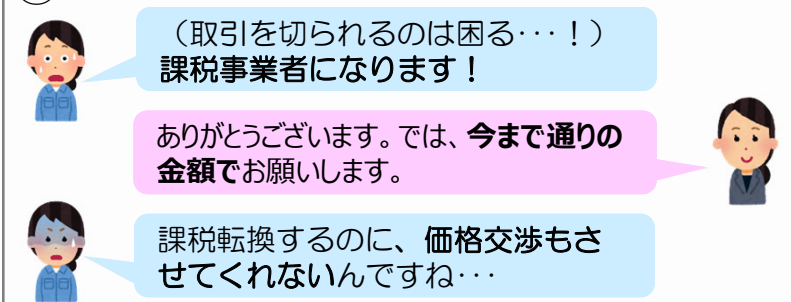 （取引を切られるのは困る･･･！）
課税事業者になります！
ありがとうございます。では、今まで通りの
金額でお願いします。
課税転換するのに、価格交渉もさ
せてくれないんですね･･･